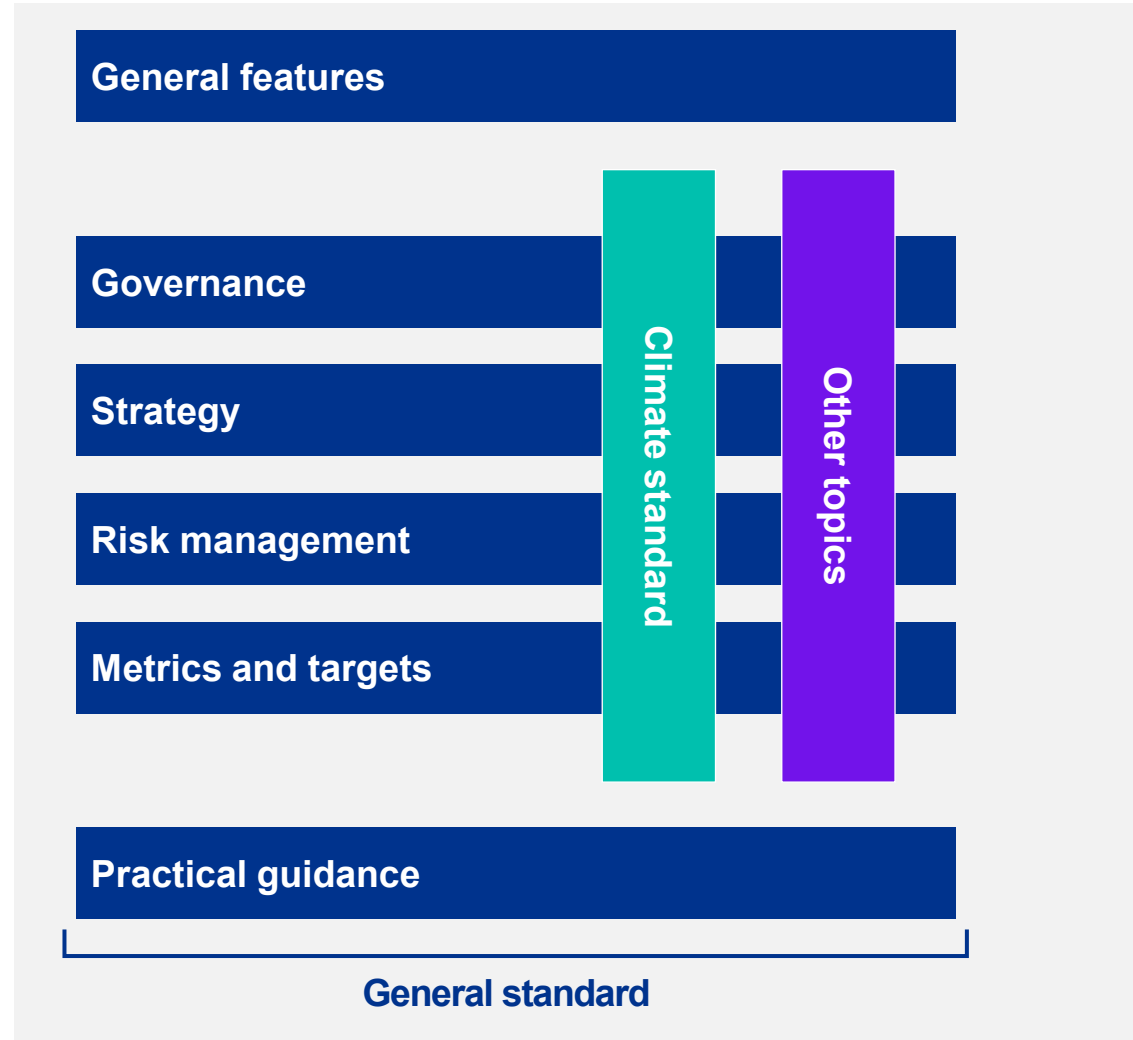 General features
Governance
Strategy
Risk management
Metrics and targets
Climate standard
Other topics
Practical guidance
General standard